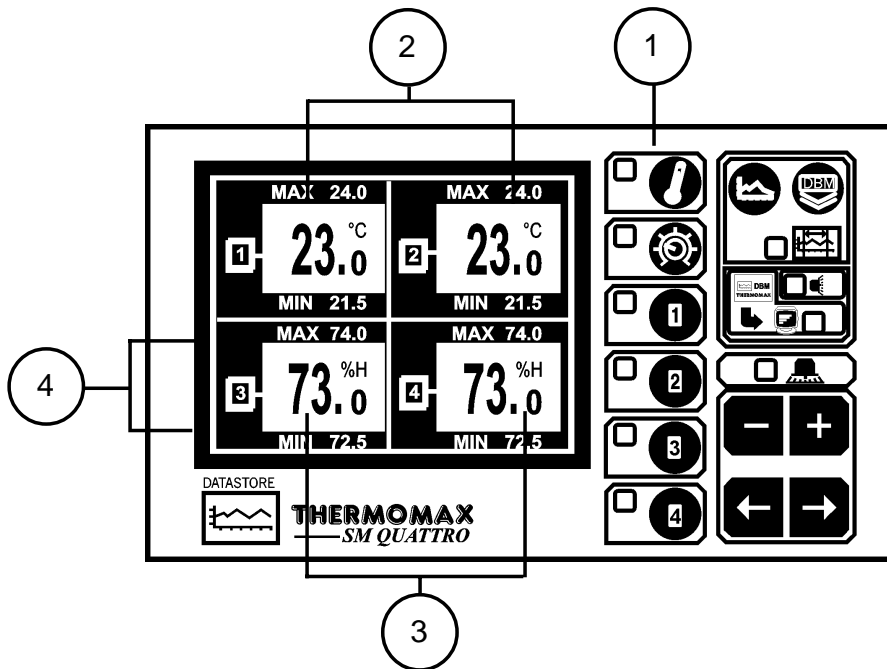 2
1
MAX 24.0
MAX 24.0
DBM
1
23.0 °C
2
23.0 °C
MIN 21.5
MIN 21.5
DBM
THERMOMAX
1
MAX 74.0
MAX 74.0
4
3
73.0 %H
4
73.0 %H
2
MIN 72.5
MIN 72.5
3
DATASTORE
THERMOMAX
SM QUATTRO
4
3